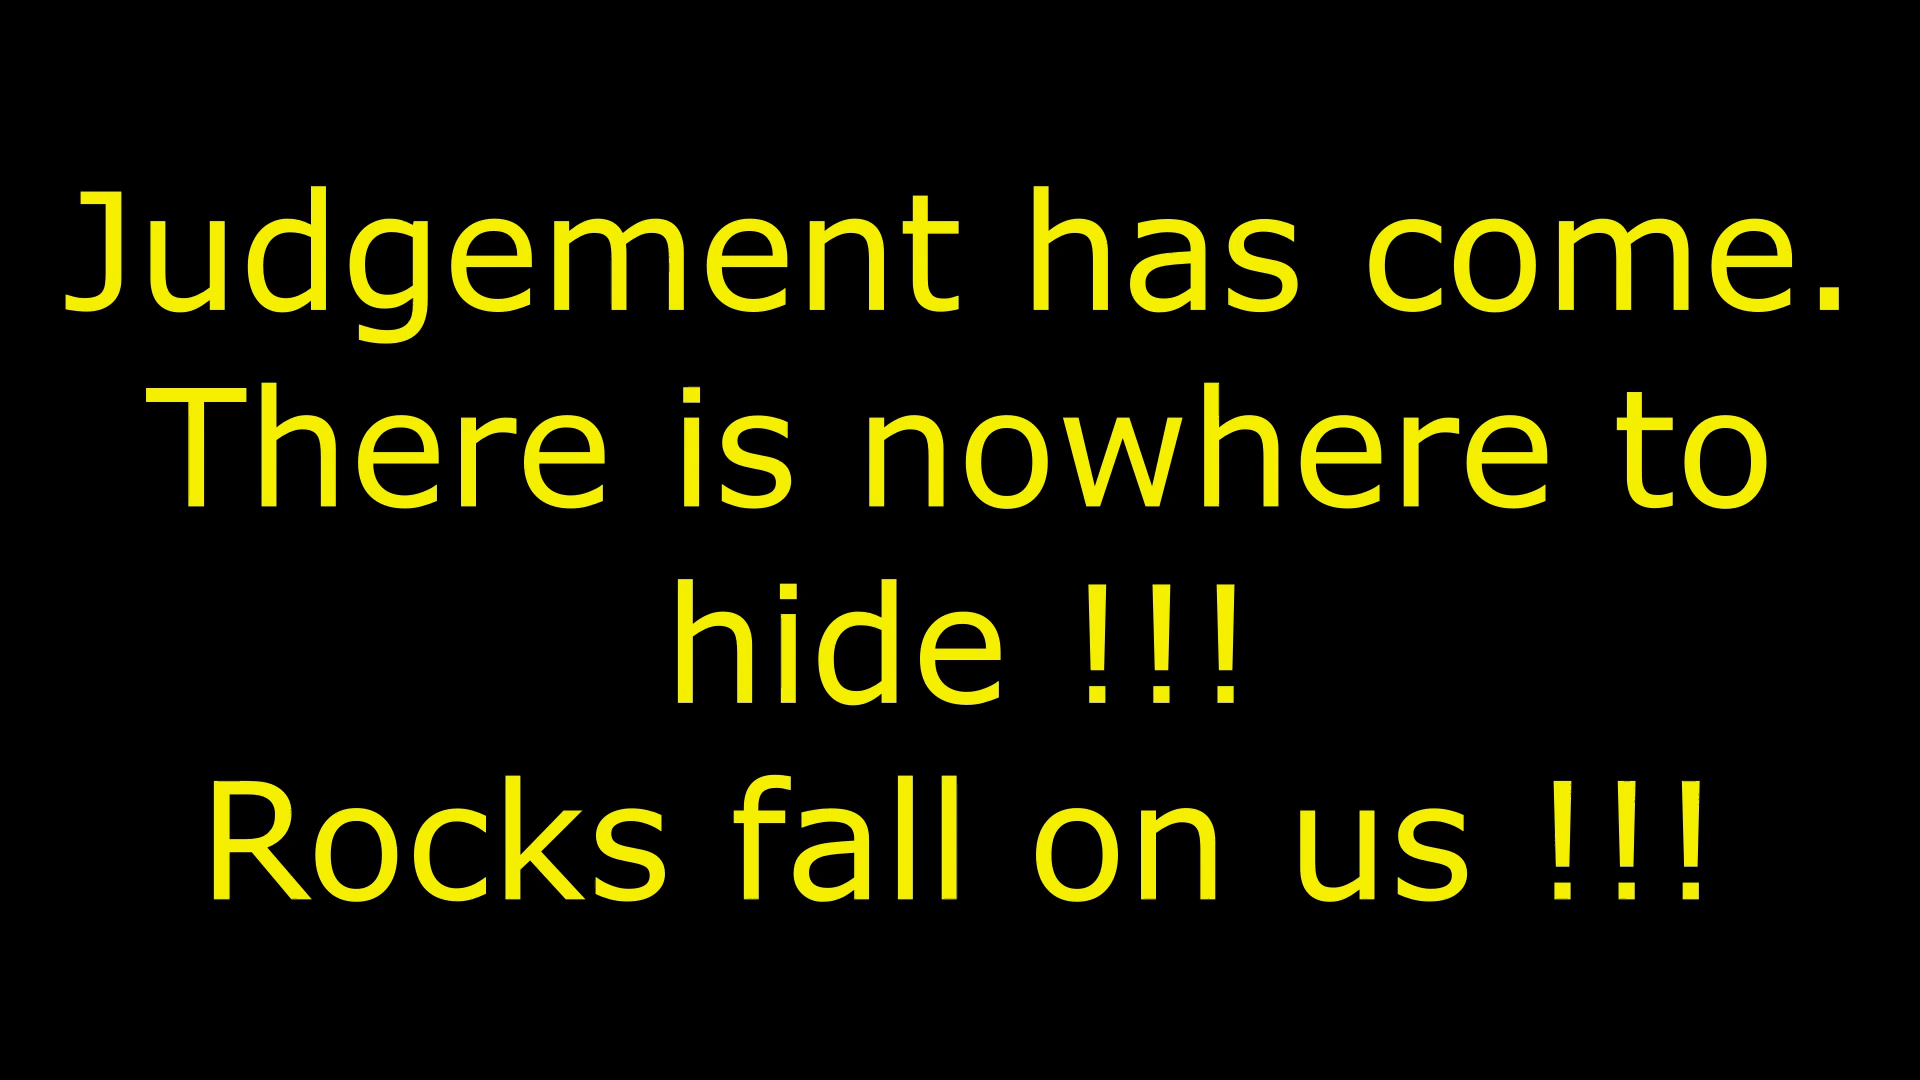 Judgement has come.
There is nowhere to
hide !!!
Rocks fall on us !!!